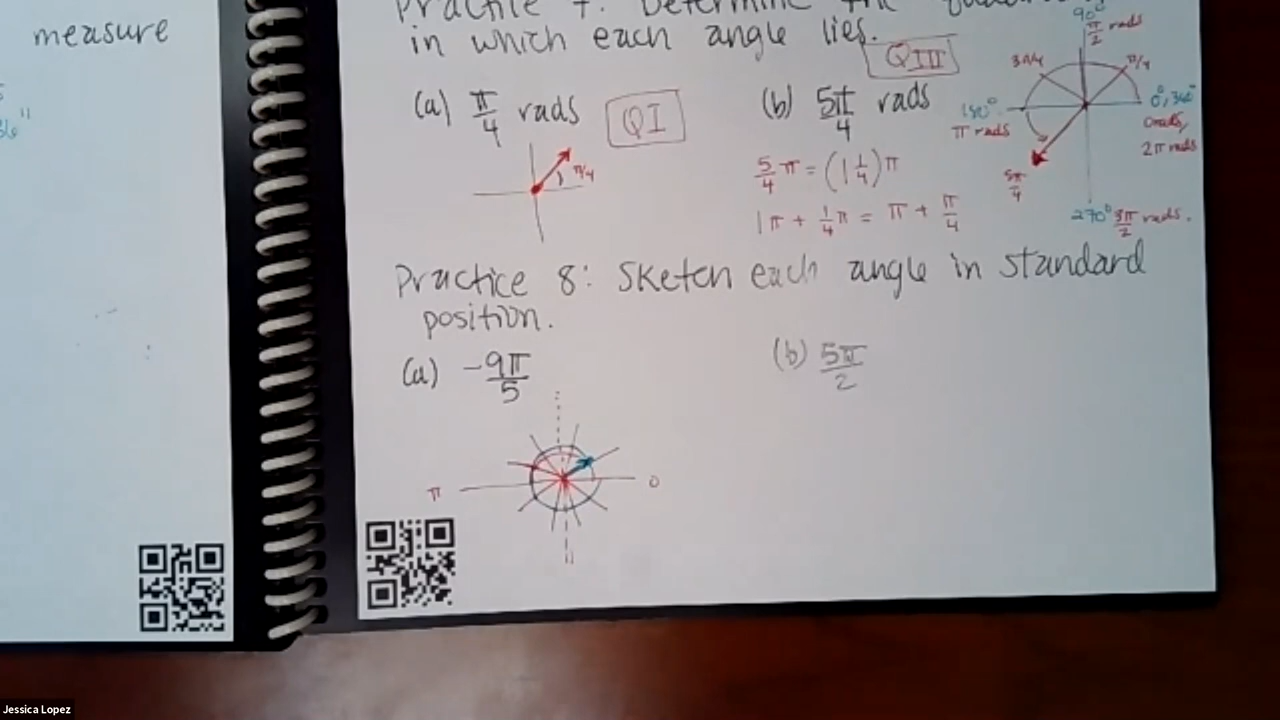 measure
36"
Practice 7: Determine the
in which each angle lies.
QIII
(a) π/4 rads
QI
(b) 5π/4 rads
π/4
5/4 π = (1 1/4)π
1π + 1/4 π = π + π/4
90°
π/2 rads
3π/4
π/4
180°
π rads
0°, 360°
0 rads,
2π rads
5π/4
270° 3π/2 rads.
Practice 8: Sketch each angle in standard
position.
(a) -9π/5
(b) 5π/2
π
0
Jessica Lopez